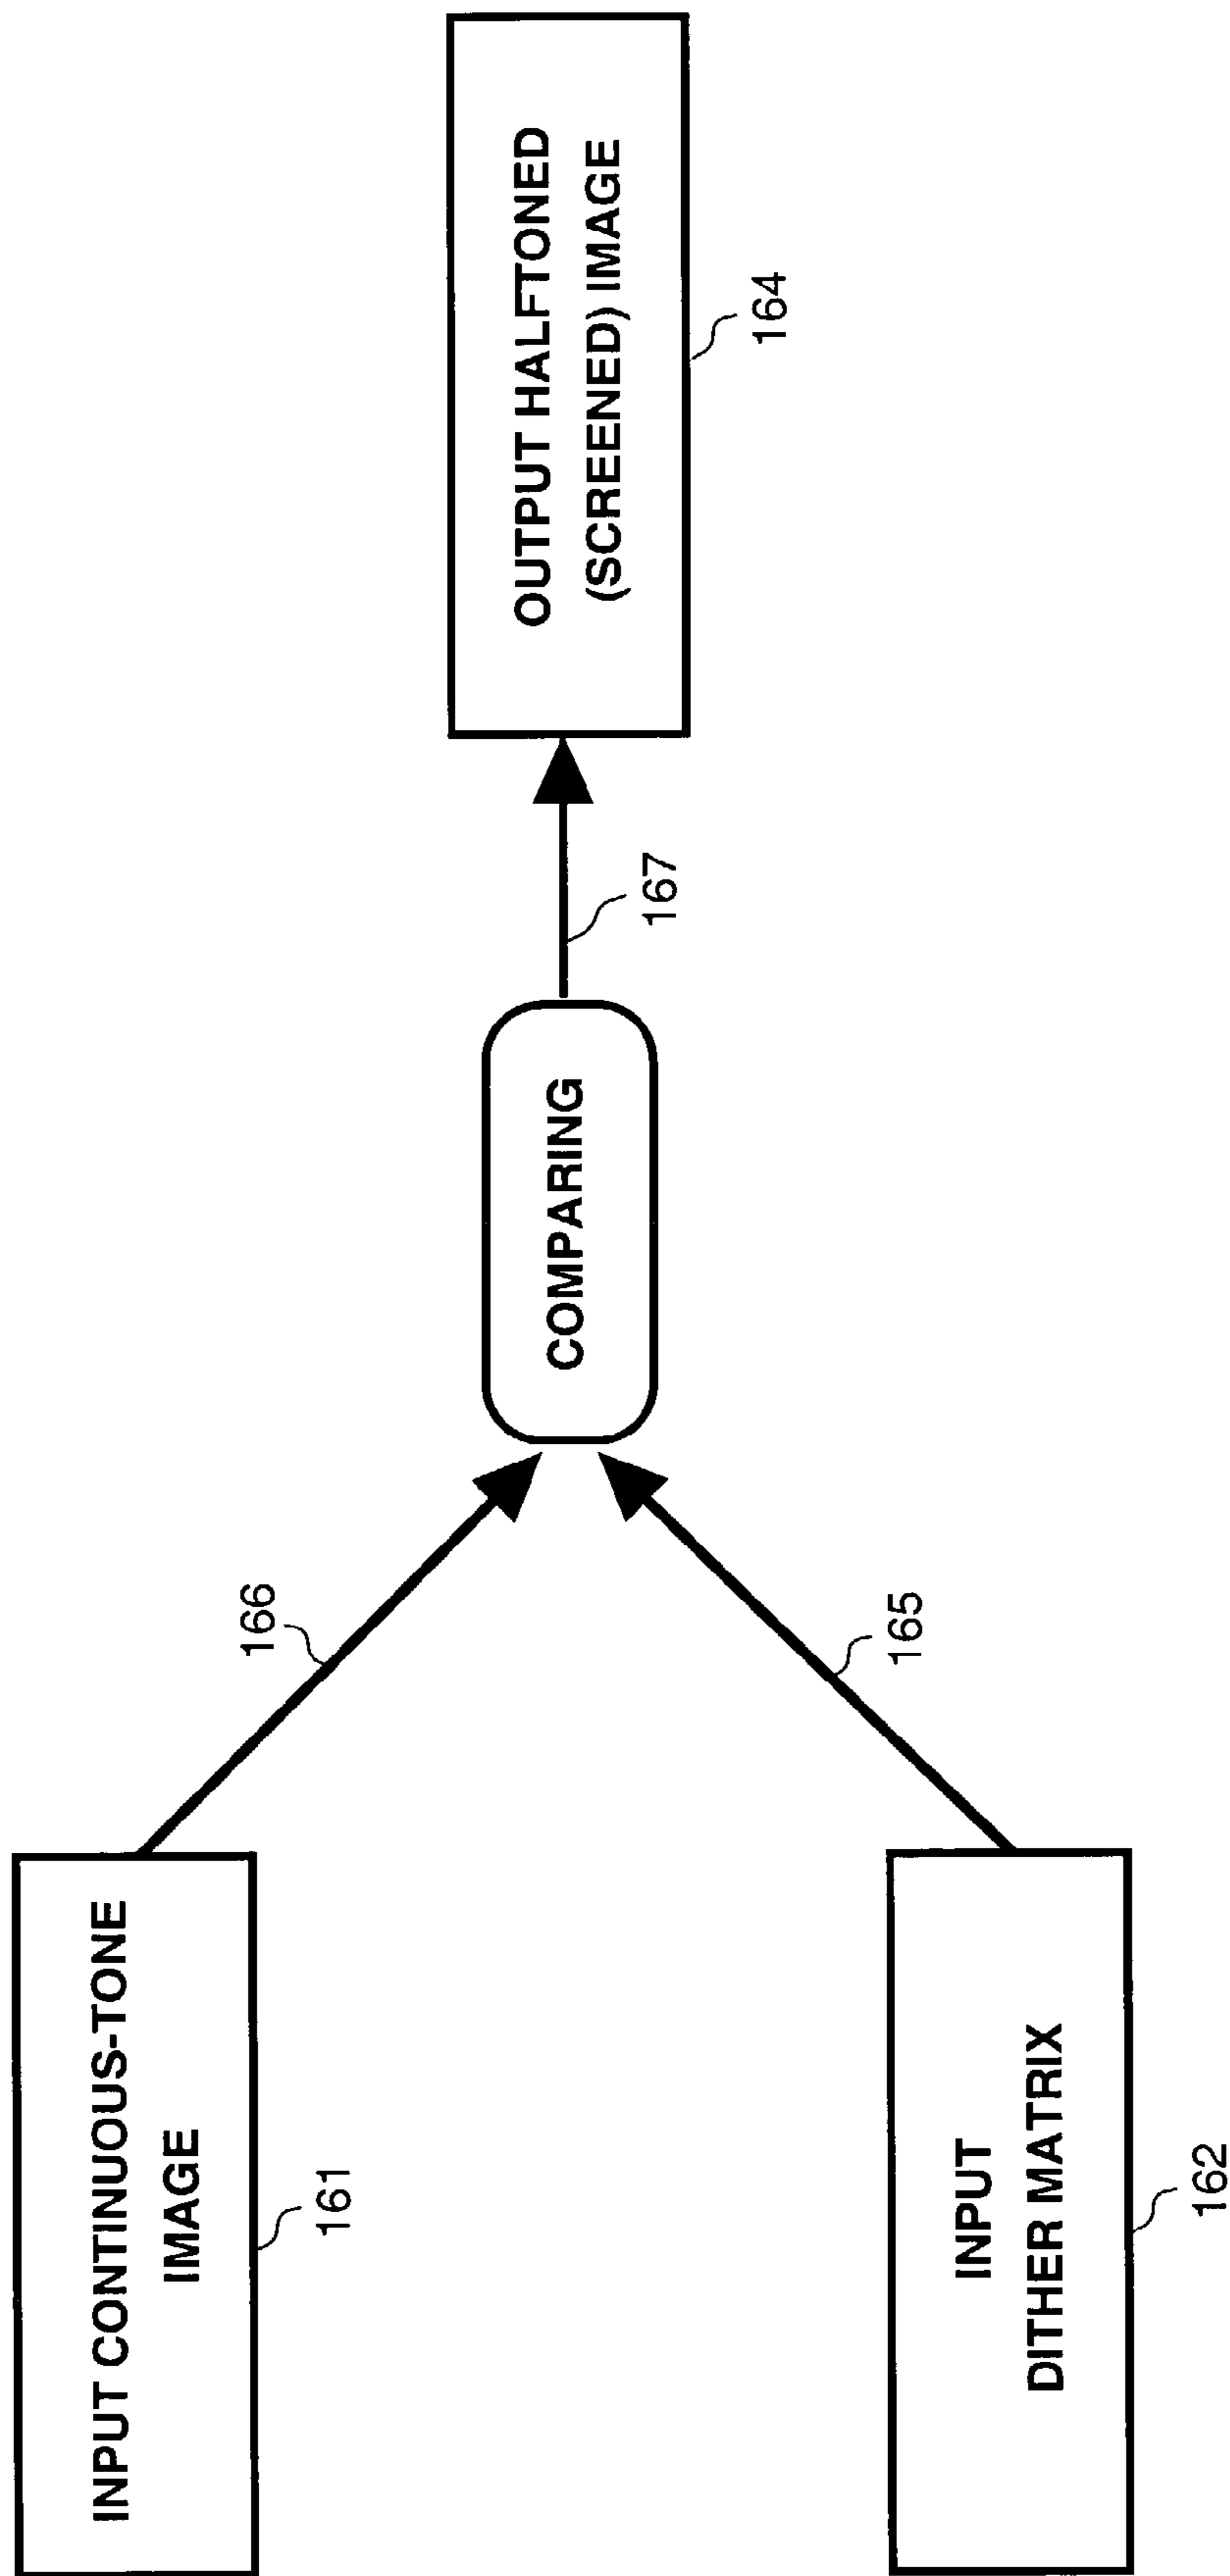 INPUT CONTINUOUS-TONE
IMAGE
161
166
INPUT
DITHER MATRIX
162
165
COMPARING
167
OUTPUT HALFTONED
(SCREENED) IMAGE
164